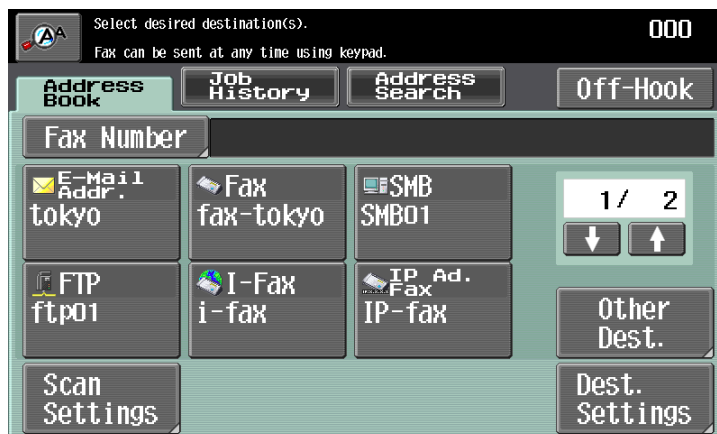 Select desired destination(s).
000
Fax can be sent at any time using keypad.
Address
Book
Job
History
Address
Search
Off-Hook
Fax Number
E-Mail
Addr.
tokyo
Fax
fax-tokyo
SMB
SMB01
1/ 2
FTP
ftp01
I-Fax
i-fax
IP Ad.
Fax
IP-fax
Other
Dest.
Scan
Settings
Dest.
Settings